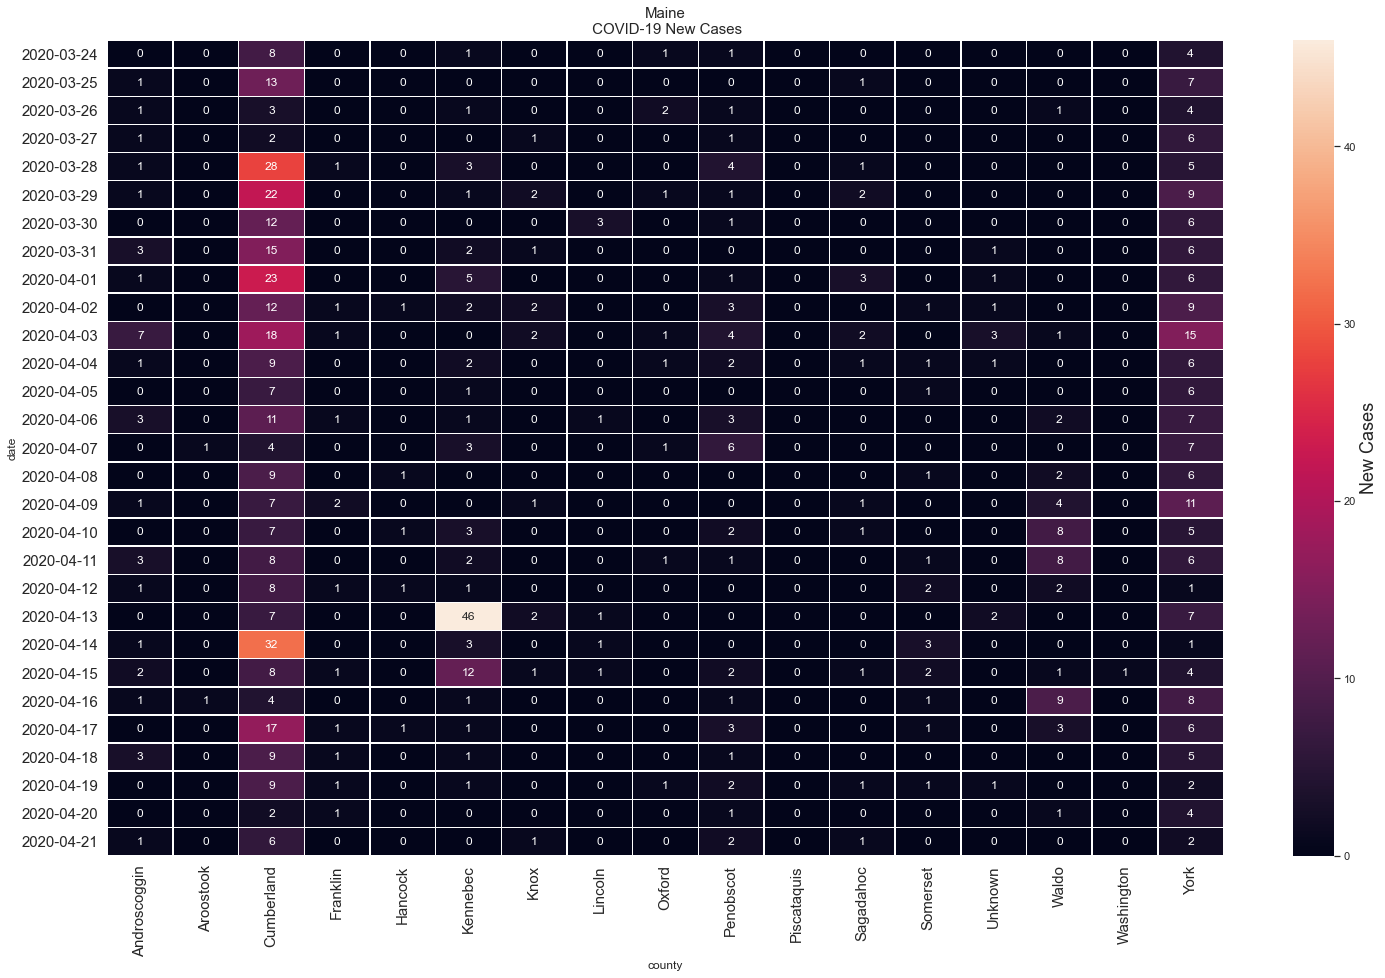 Maine
COVID-19 New Cases
2020-03-24 0 0 8 0 0 1 0 0 1 1 0 0 0 0 0 0 4
2020-03-25 1 0 13 0 0 0 0 0 0 0 0 1 0 0 0 0 7
2020-03-26 1 0 3 0 0 1 0 0 2 1 0 0 0 0 1 0 4
2020-03-27 1 0 2 0 0 0 1 0 0 1 0 0 0 0 0 0 6
2020-03-28 1 0 28 1 0 3 0 0 0 4 0 1 0 0 0 0 5
2020-03-29 1 0 22 0 0 1 2 0 1 1 0 2 0 0 0 0 9
2020-03-30 0 0 12 0 0 0 0 3 0 1 0 0 0 0 0 0 6
2020-03-31 3 0 15 0 0 2 1 0 0 0 0 0 0 1 0 0 6
2020-04-01 1 0 23 0 0 5 0 0 0 1 0 3 0 1 0 0 6
2020-04-02 0 0 12 1 1 2 2 0 0 3 0 0 1 1 0 0 9
2020-04-03 7 0 18 1 0 0 2 0 1 4 0 2 0 3 1 0 15
2020-04-04 1 0 9 0 0 2 0 0 1 2 0 1 1 1 0 0 6
2020-04-05 0 0 7 0 0 1 0 0 0 0 0 0 1 0 0 0 6
2020-04-06 3 0 11 1 0 1 0 1 0 3 0 0 0 0 2 0 7
2020-04-07 0 1 4 0 0 3 0 0 1 6 0 0 0 0 0 0 7
2020-04-08 0 0 9 0 1 0 0 0 0 0 0 0 1 0 2 0 6
2020-04-09 1 0 7 2 0 0 1 0 0 0 0 1 0 0 4 0 11
2020-04-10 0 0 7 0 1 3 0 0 0 2 0 1 0 0 8 0 5
2020-04-11 3 0 8 0 0 2 0 0 1 1 0 0 1 0 8 0 6
2020-04-12 1 0 8 1 1 1 0 0 0 0 0 0 2 0 2 0 1
2020-04-13 0 0 7 0 0 46 2 1 0 0 0 0 0 2 0 0 7
2020-04-14 1 0 32 0 0 3 0 1 0 0 0 0 3 0 0 0 1
2020-04-15 2 0 8 1 0 12 1 1 0 2 0 1 2 0 1 1 4
2020-04-16 1 1 4 0 0 1 0 0 0 1 0 0 1 0 9 0 8
2020-04-17 0 0 17 1 1 1 0 0 0 3 0 0 1 0 3 0 6
2020-04-18 3 0 9 1 0 1 0 0 0 1 0 0 0 0 0 0 5
2020-04-19 0 0 9 1 0 1 0 0 1 2 0 1 1 1 0 0 2
2020-04-20 0 0 2 1 0 0 0 0 0 1 0 0 0 0 1 0 4
2020-04-21 1 0 6 0 0 0 1 0 0 2 0 1 0 0 0 0 2
date
Androscoggin Aroostook Cumberland Franklin Hancock Kennebec Knox Lincoln Oxford Penobscot Piscataquis Sagadahoc Somerset Unknown Waldo Washington York
county
40
30
20
10
0
New Cases